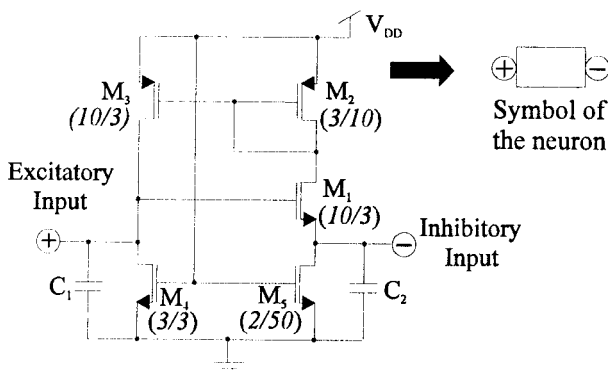 V_DD
M_3
(10/3)
M_2
(3/10)
+
−
Symbol of
the neuron
Excitatory
Input
M_1
(10/3)
+
−
Inhibitory
Input
C_1
M_4
(3/3)
M_5
(2/50)
C_2